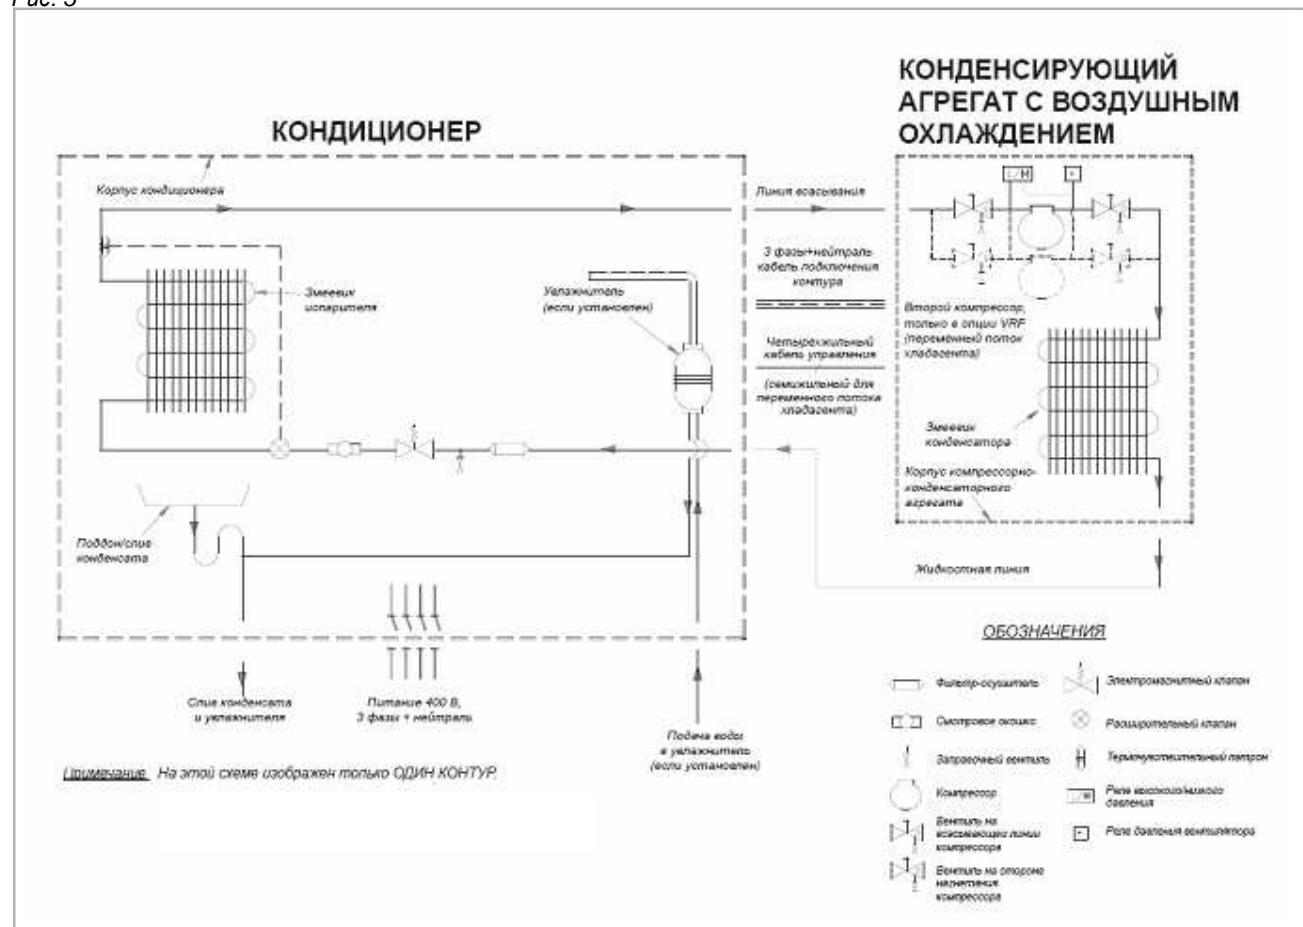 Рис. 3
КОНДЕНСИРУЮЩИЙ
АГРЕГАТ С ВОЗДУШНЫМ
ОХЛАЖДЕНИЕМ
КОНДИЦИОНЕР
Корпус кондиционера
Линия всасывания
3 фазы+нейтраль
кабель подключения
контура
Змеевик
испарителя
Увлажнитель
(если установлен)
Второй компрессор,
только в опции VRF
(переменный поток
хладагента)
Четырехжильный
кабель управления
(семижильный для
переменного потока
хладагента)
Змеевик
конденсатора
Корпус компрессорно-
конденсаторного
агрегата
Поддон/слив
конденсата
Жидкостная линия
Слив конденсата
и увлажнителя
Питание 400 В,
3 фазы + нейтраль
Подача воды
в увлажнитель
(если установлен)
Примечание На этой схеме изображен только ОДИН КОНТУР.
ОБОЗНАЧЕНИЯ
Фильтр-осушитель
Смотровое окошко
Заправочный вентиль
Компрессор
Вентиль на
всасывающей линии
компрессора
Вентиль на стороне
нагнетения
компрессора
Электромагнитный клапан
Расширительный клапан
Термочувствительный патрон
Реле высокого/низкого
давления
Реле давления вентилятора